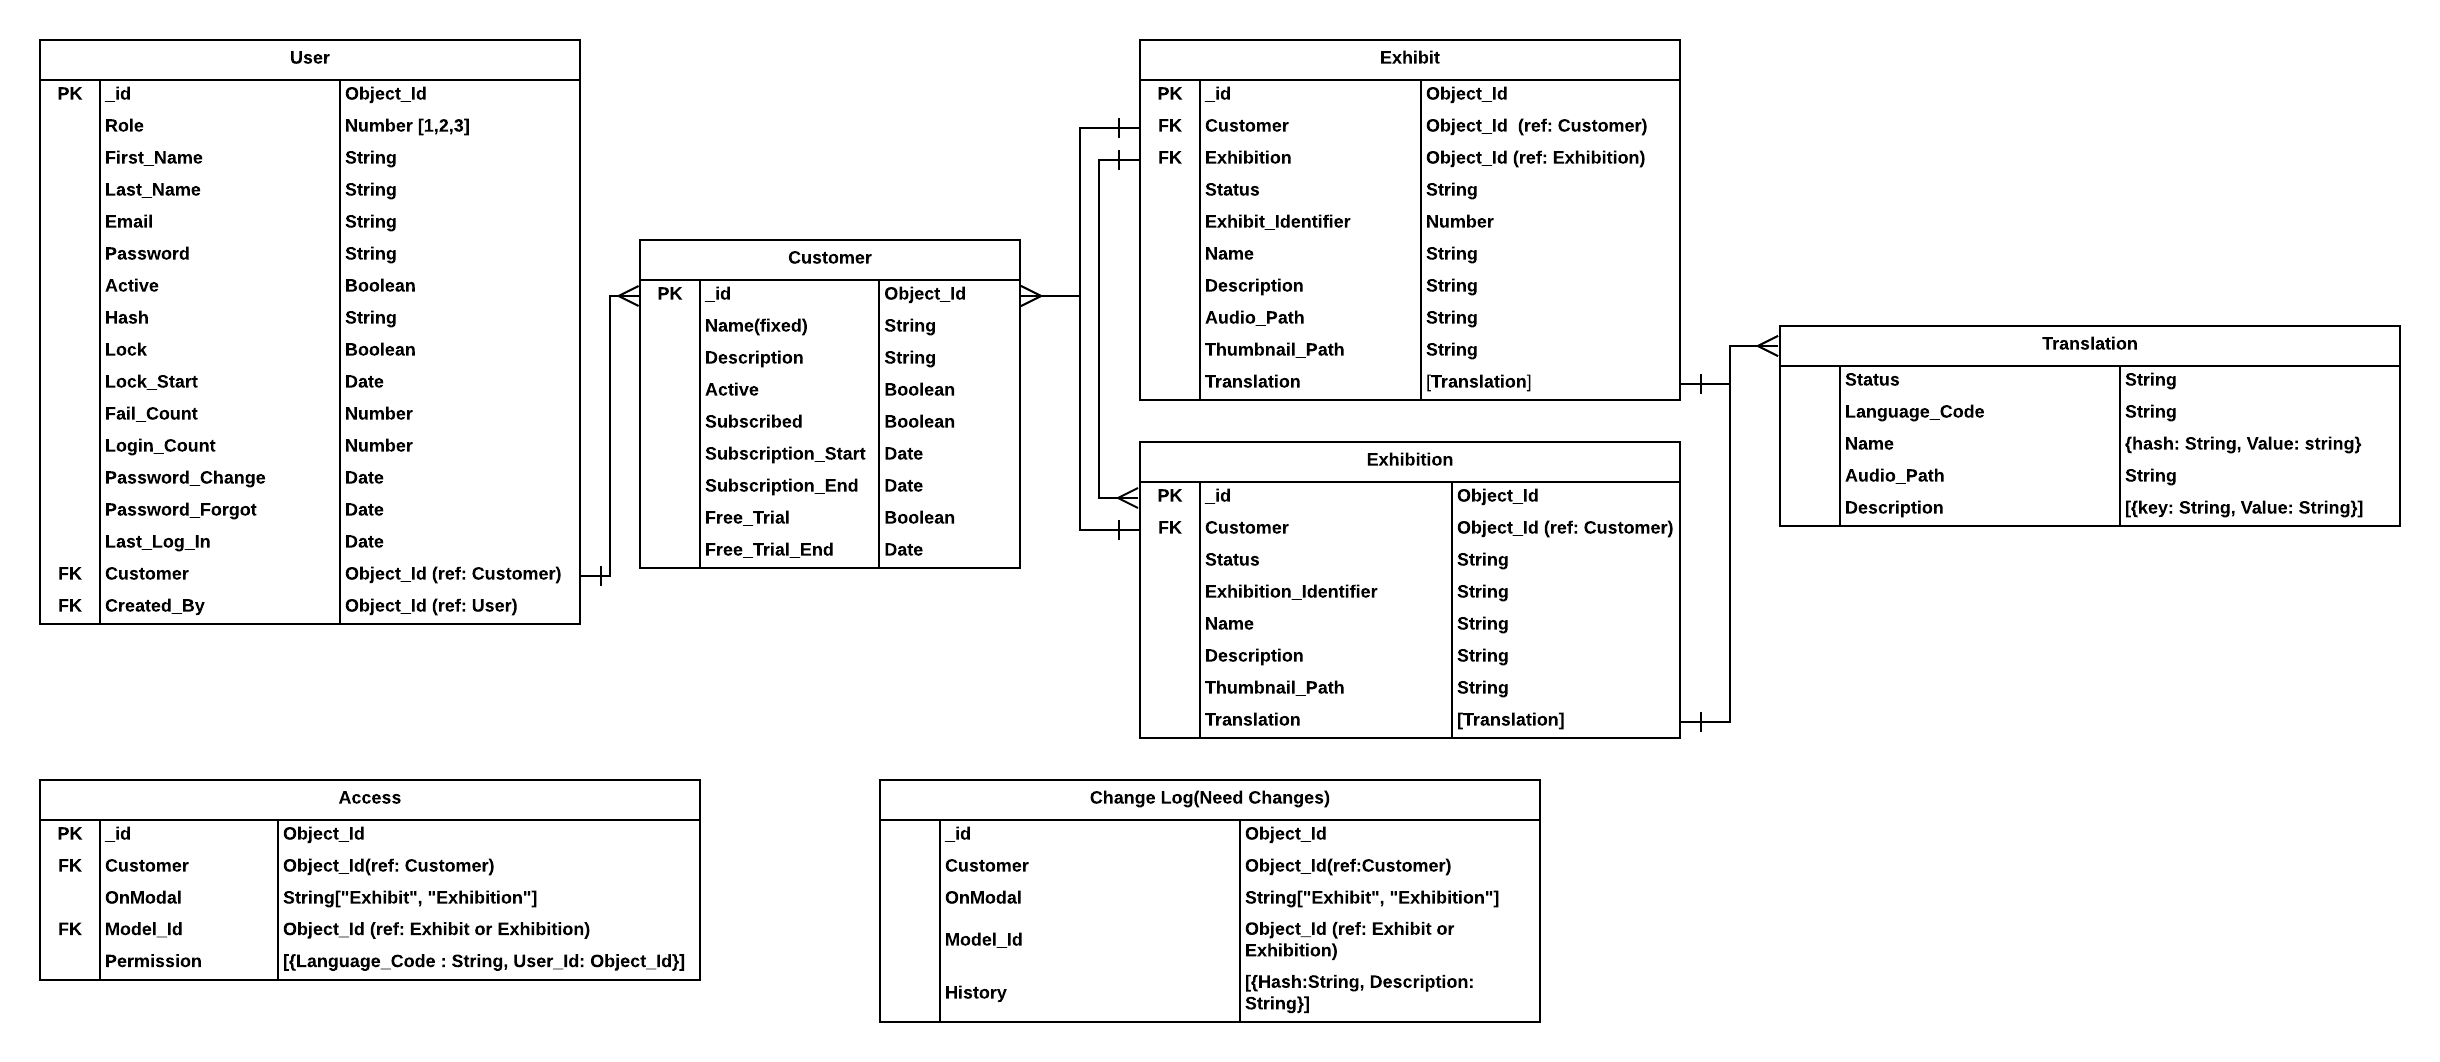 User
PK _id Object_Id
Role Number [1,2,3]
First_Name String
Last_Name String
Email String
Password String
Active Boolean
Hash String
Lock Boolean
Lock_Start Date
Fail_Count Number
Login_Count Number
Password_Change Date
Password_Forgot Date
Last_Log_In Date
FK Customer Object_Id (ref: Customer)
FK Created_By Object_Id (ref: User)
Customer
PK _id Object_Id
Name(fixed) String
Description String
Active Boolean
Subscribed Boolean
Subscription_Start Date
Subscription_End Date
Free_Trial Boolean
Free_Trial_End Date
Exhibit
PK _id Object_Id
FK Customer Object_Id (ref: Customer)
FK Exhibition Object_Id (ref: Exhibition)
Status String
Exhibit_Identifier Number
Name String
Description String
Audio_Path String
Thumbnail_Path String
Translation [Translation]
Exhibition
PK _id Object_Id
FK Customer Object_Id (ref: Customer)
Status String
Exhibition_Identifier String
Name String
Description String
Thumbnail_Path String
Translation [Translation]
Translation
Status String
Language_Code String
Name {hash: String, Value: string}
Audio_Path String
Description [{key: String, Value: String}]
Access
PK _id Object_Id
FK Customer Object_Id(ref: Customer)
OnModal String["Exhibit", "Exhibition"]
FK Model_Id Object_Id (ref: Exhibit or Exhibition)
Permission [{Language_Code : String, User_Id: Object_Id}]
Change Log(Need Changes)
_id Object_Id
Customer Object_Id(ref:Customer)
OnModal String["Exhibit", "Exhibition"]
Model_Id Object_Id (ref: Exhibit or
Exhibition)
History [{Hash:String, Description:
String}]